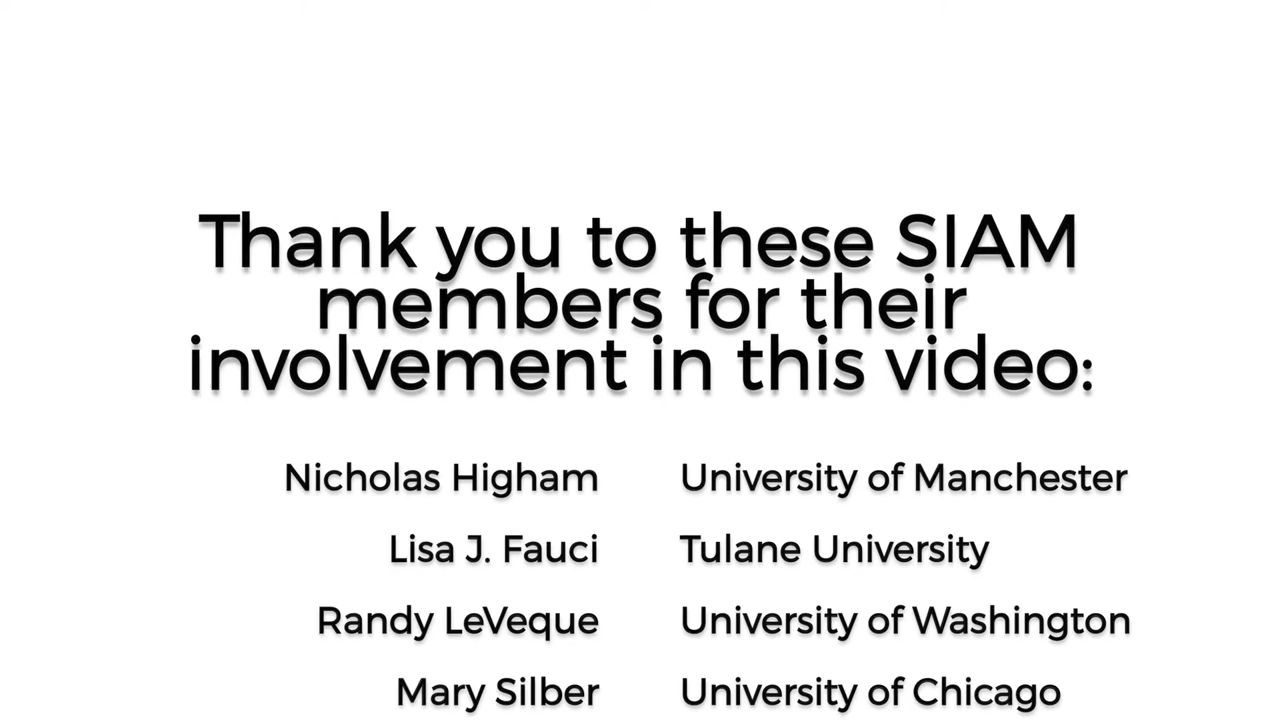 Thank you to these SIAM
members for their
involvement in this video:
Nicholas Higham University of Manchester
Lisa J. Fauci Tulane University
Randy LeVeque University of Washington
Mary Silber University of Chicago